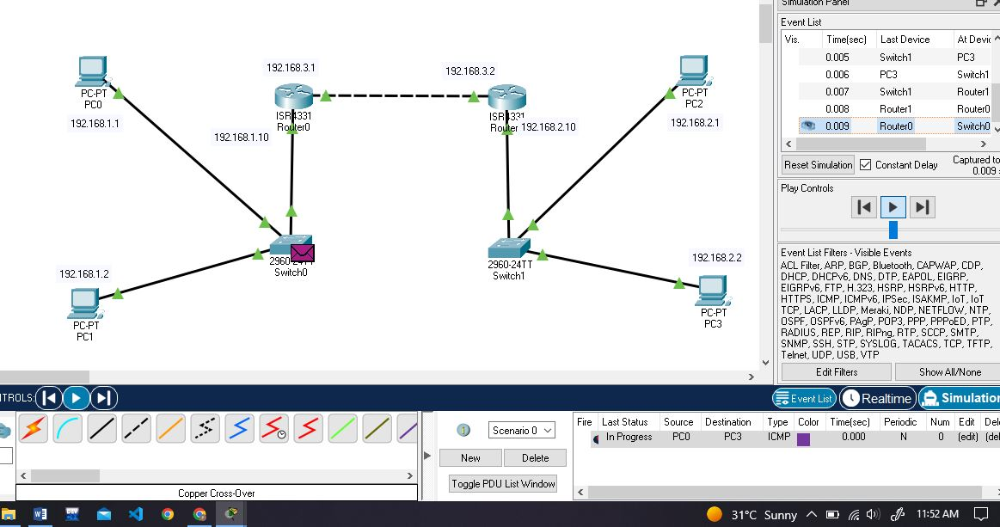 Simulation Panel
Event List
Vis. Time(sec) Last Device At Devic
0.005 Switch1 PC3
0.006 PC3 Switch1
0.007 Switch1 Router1
0.008 Router1 Router0
0.009 Router0 Switch0
Reset Simulation Constant Delay Captured to
0.009
Play Controls
Event List Filters - Visible Events
ACL Filter, ARP, BGP, Bluetooth, CAPWAP, CDP,
DHCP, DHCPv6, DNS, DTP, EAPOL, EIGRP,
EIGRPv6, FTP, H.323, HSRP, HSRPv6, HTTP,
HTTPS, ICMP, ICMPv6, IPSec, ISAKMP, IoT, IoT
TCP, LACP, LLDP, Meraki, NDP, NETFLOW, NTP,
OSPF, OSPFv6, PAgP, POP3, PPP, PPPoED, PTP,
RADIUS, REP, RIP, RIPng, RTP, SCCP, SMTP,
SNMP, SSH, STP, SYSLOG, TACACS, TCP, TFTP,
Telnet, UDP, USB, VTP
Edit Filters Show All/None
PC-PT
PC0
192.168.1.1
192.168.3.1
ISR4331
Router0
192.168.1.10
192.168.3.2
ISR4331
Router
192.168.2.10
PC-PT
PC2
192.168.2.1
2960-24TT
Switch0
2960-24TT
Switch1
192.168.1.2
PC-PT
PC1
192.168.2.2
PC-PT
PC3
TROLS:
Event List Realtime Simulation
Scenario 0
New Delete
Toggle PDU List Window
Copper Cross-Over
Fire Last Status Source Destination Type Color Time(sec) Periodic Num Edit Dele
In Progress PC0 PC3 ICMP 0.000 N 0 (edit) (del
31°C Sunny 11:52 AM